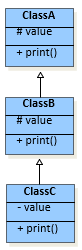 ClassA
# value
+ print()
ClassB
# value
+ print()
ClassC
- value
+ print()